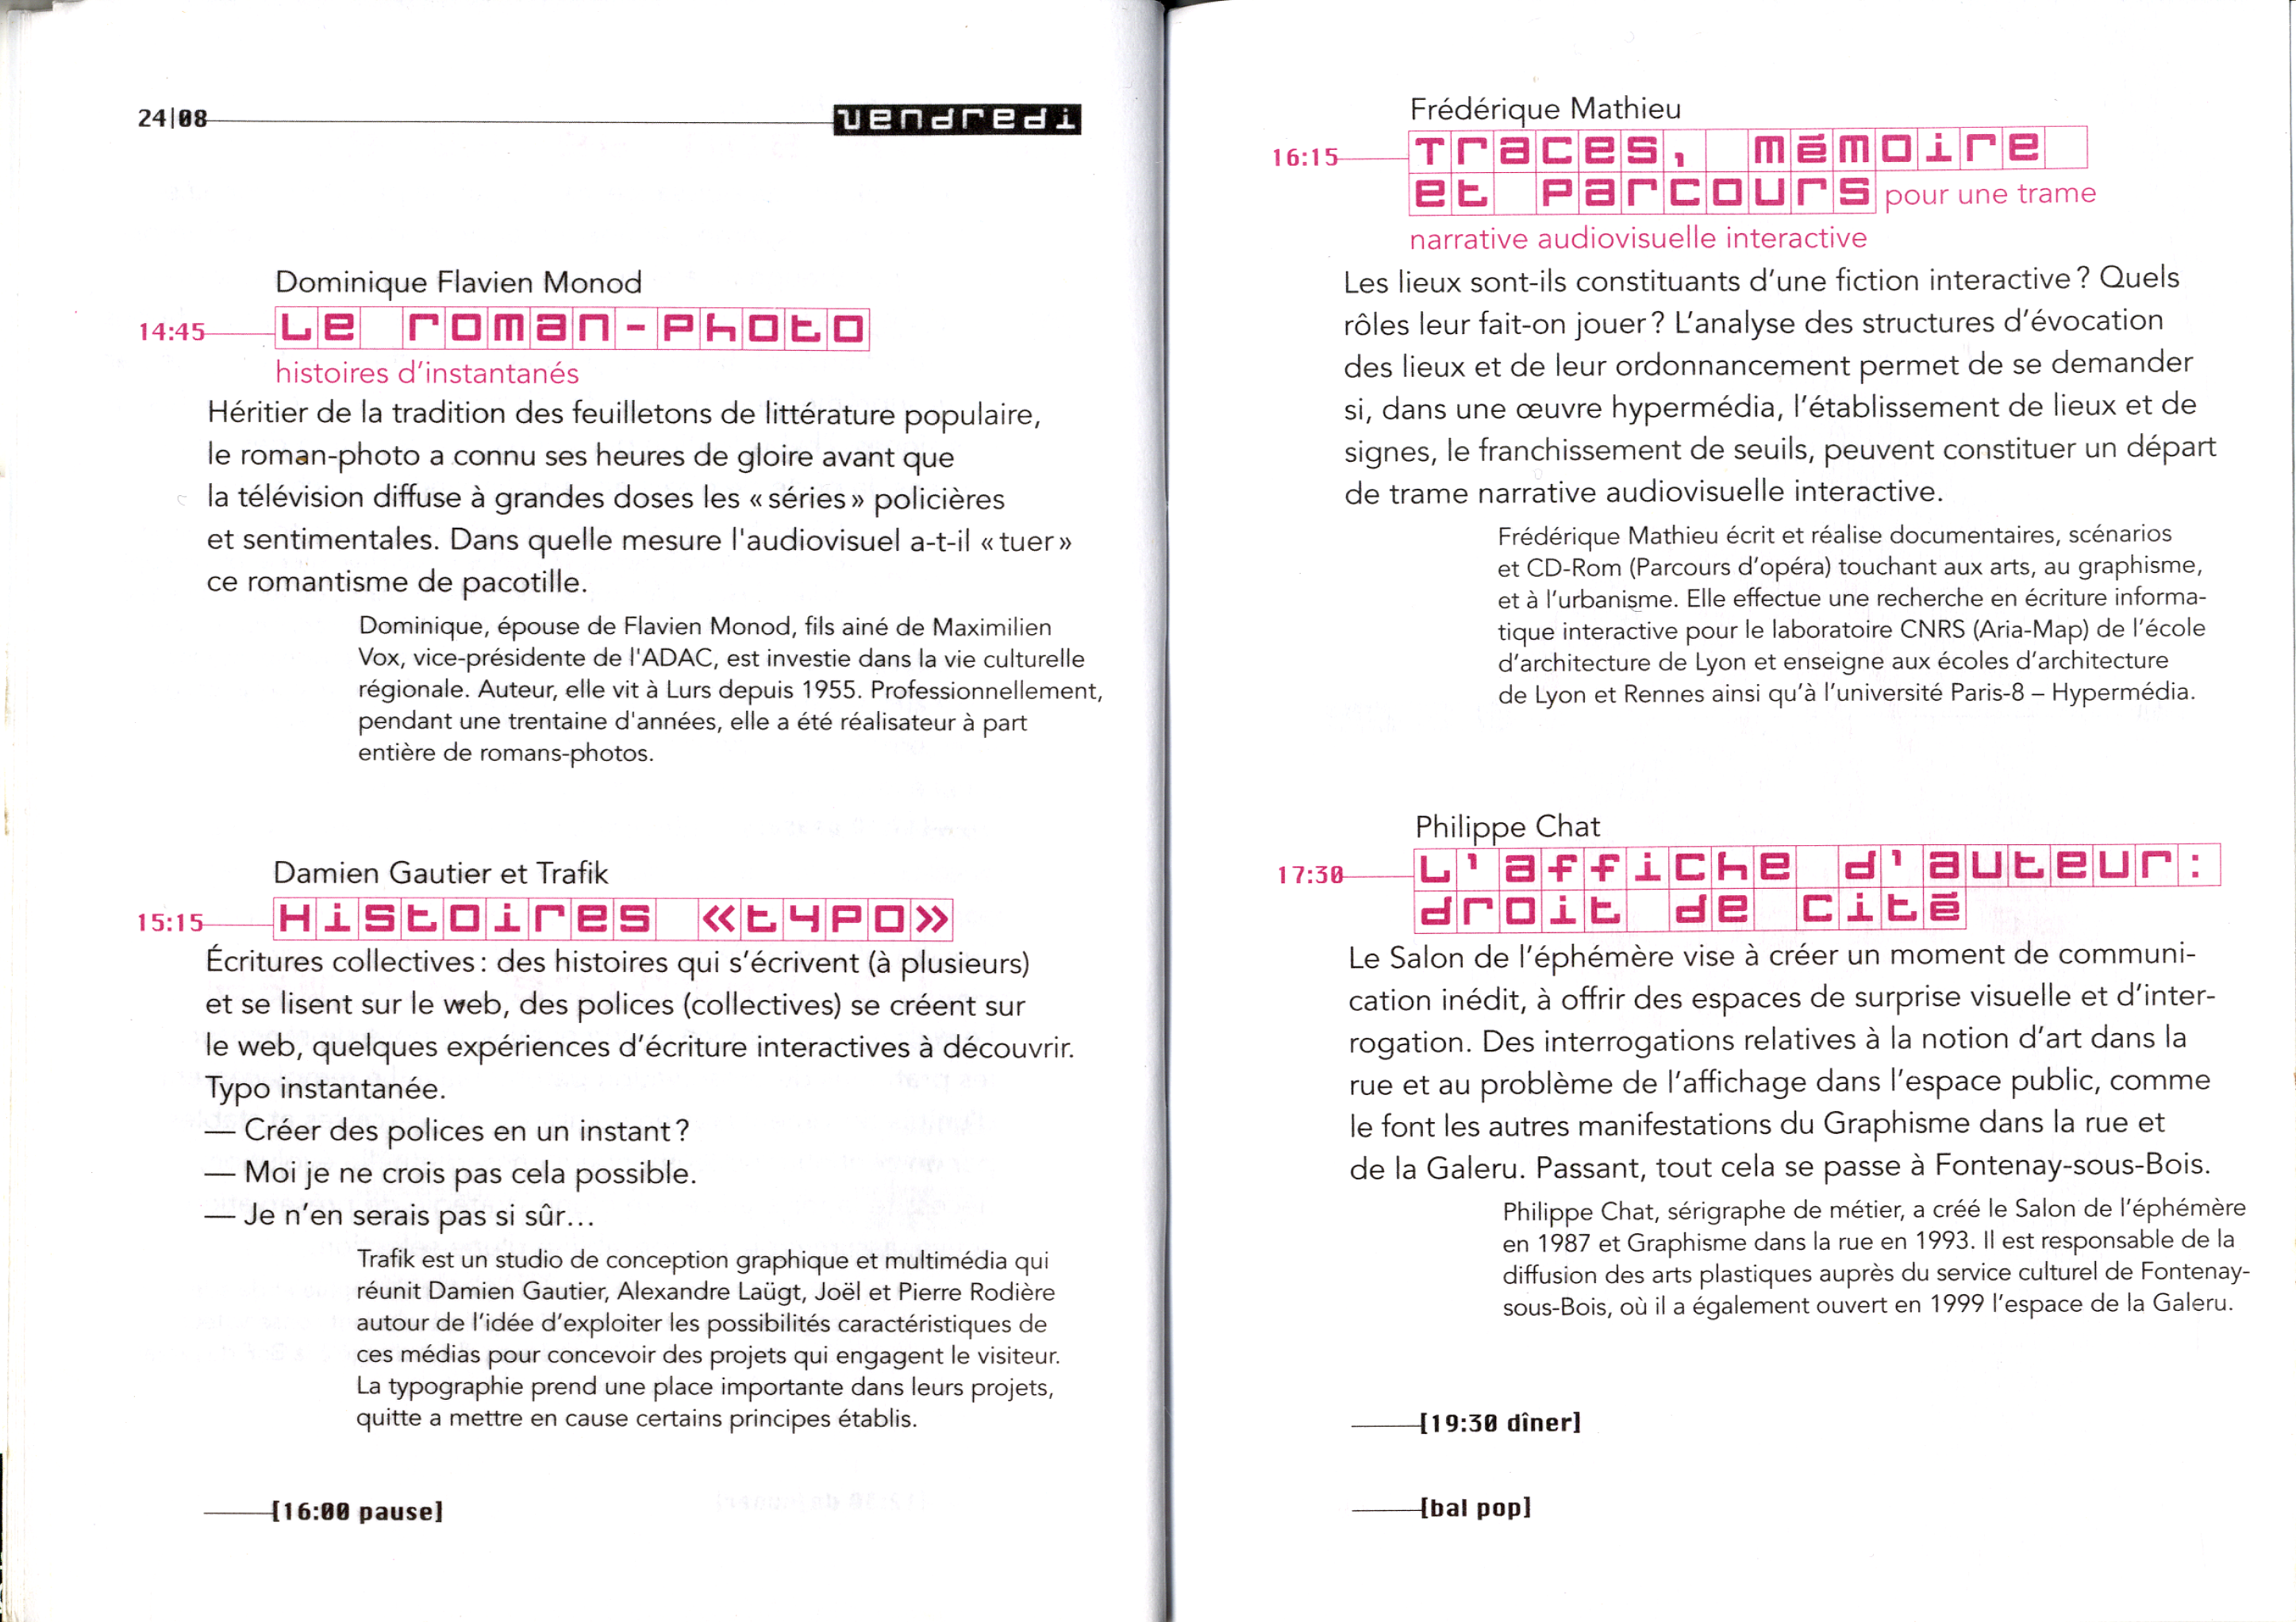 24|08 vendredi
Dominique Flavien Monod
14:45 Le roman-photo
histoires d’instantanés
Héritier de la tradition des feuilletons de littérature populaire,
le roman-photo a connu ses heures de gloire avant que
la télévision diffuse à grandes doses les « séries » policières
et sentimentales. Dans quelle mesure l'audiovisuel a-t-il « tuer »
ce romantisme de pacotille.
Dominique, épouse de Flavien Monod, fils ainé de Maximilien
Vox, vice-présidente de l'ADAC, est investie dans la vie culturelle
régionale. Auteur, elle vit à Lurs depuis 1955. Professionnellement,
pendant une trentaine d'années, elle a été réalisateur à part
entière de romans-photos.
Damien Gautier et Trafik
15:15 Histoires «typo»
Écritures collectives : des histoires qui s’écrivent (à plusieurs)
et se lisent sur le web, des polices (collectives) se créent sur
le web, quelques expériences d’écriture interactives à découvrir.
Typo instantanée.
— Créer des polices en un instant ?
— Moi je ne crois pas cela possible.
— Je n’en serais pas si sûr…
Trafik est un studio de conception graphique et multimédia qui
réunit Damien Gautier, Alexandre Laügt, Joël et Pierre Rodière
autour de l’idée d’exploiter les possibilités caractéristiques de
ces médias pour concevoir des projets qui engagent le visiteur.
La typographie prend une place importante dans leurs projets,
quitte a mettre en cause certains principes établis.
[16:00 pause]
Frédérique Mathieu
16:15 Traces, mémoire
et parcours pour une trame
narrative audiovisuelle interactive
Les lieux sont-ils constituants d’une fiction interactive ? Quels
rôles leur fait-on jouer ? L’analyse des structures d’évocation
des lieux et de leur ordonnancement permet de se demander
si, dans une œuvre hypermédia, l’établissement de lieux et de
signes, le franchissement de seuils, peuvent constituer un départ
de trame narrative audiovisuelle interactive.
Frédérique Mathieu écrit et réalise documentaires, scénarios
et CD-Rom (Parcours d’opéra) touchant aux arts, au graphisme,
et à l’urbanisme. Elle effectue une recherche en écriture informa-
tique interactive pour le laboratoire CNRS (Aria-Map) de l’école
d’architecture de Lyon et enseigne aux écoles d’architecture
de Lyon et Rennes ainsi qu’à l’université Paris-8 – Hypermédia.
Philippe Chat
17:30 L'affiche d'auteur:
droit de cité
Le Salon de l’éphémère vise à créer un moment de communi-
cation inédit, à offrir des espaces de surprise visuelle et d’inter-
rogation. Des interrogations relatives à la notion d’art dans la
rue et au problème de l’affichage dans l’espace public, comme
le font les autres manifestations du Graphisme dans la rue et
de la Galeru. Passant, tout cela se passe à Fontenay-sous-Bois.
Philippe Chat, sérigraphe de métier, a créé le Salon de l’éphémère
en 1987 et Graphisme dans la rue en 1993. Il est responsable de la
diffusion des arts plastiques auprès du service culturel de Fontenay-
sous-Bois, où il a également ouvert en 1999 l’espace de la Galeru.
[19:30 dîner]
[bal pop]